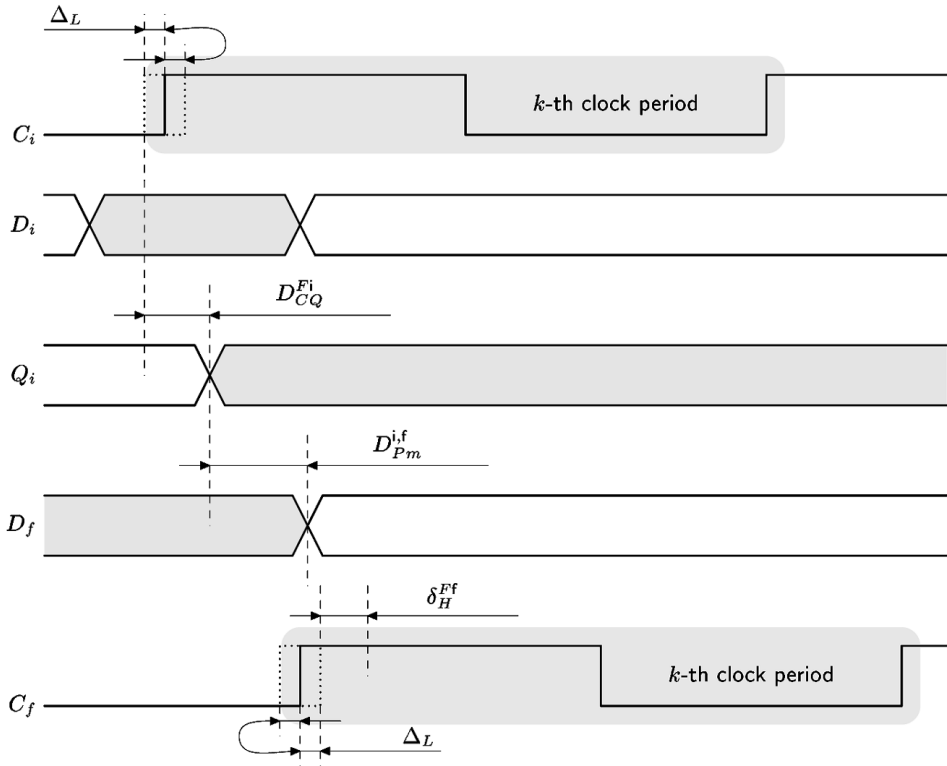 Δ_L
C_i
k-th clock period
D_i
D_{CQ}^{Fi}
Q_i
D_{Pm}^{i,f}
D_f
δ_H^{Ff}
C_f
k-th clock period
Δ_L